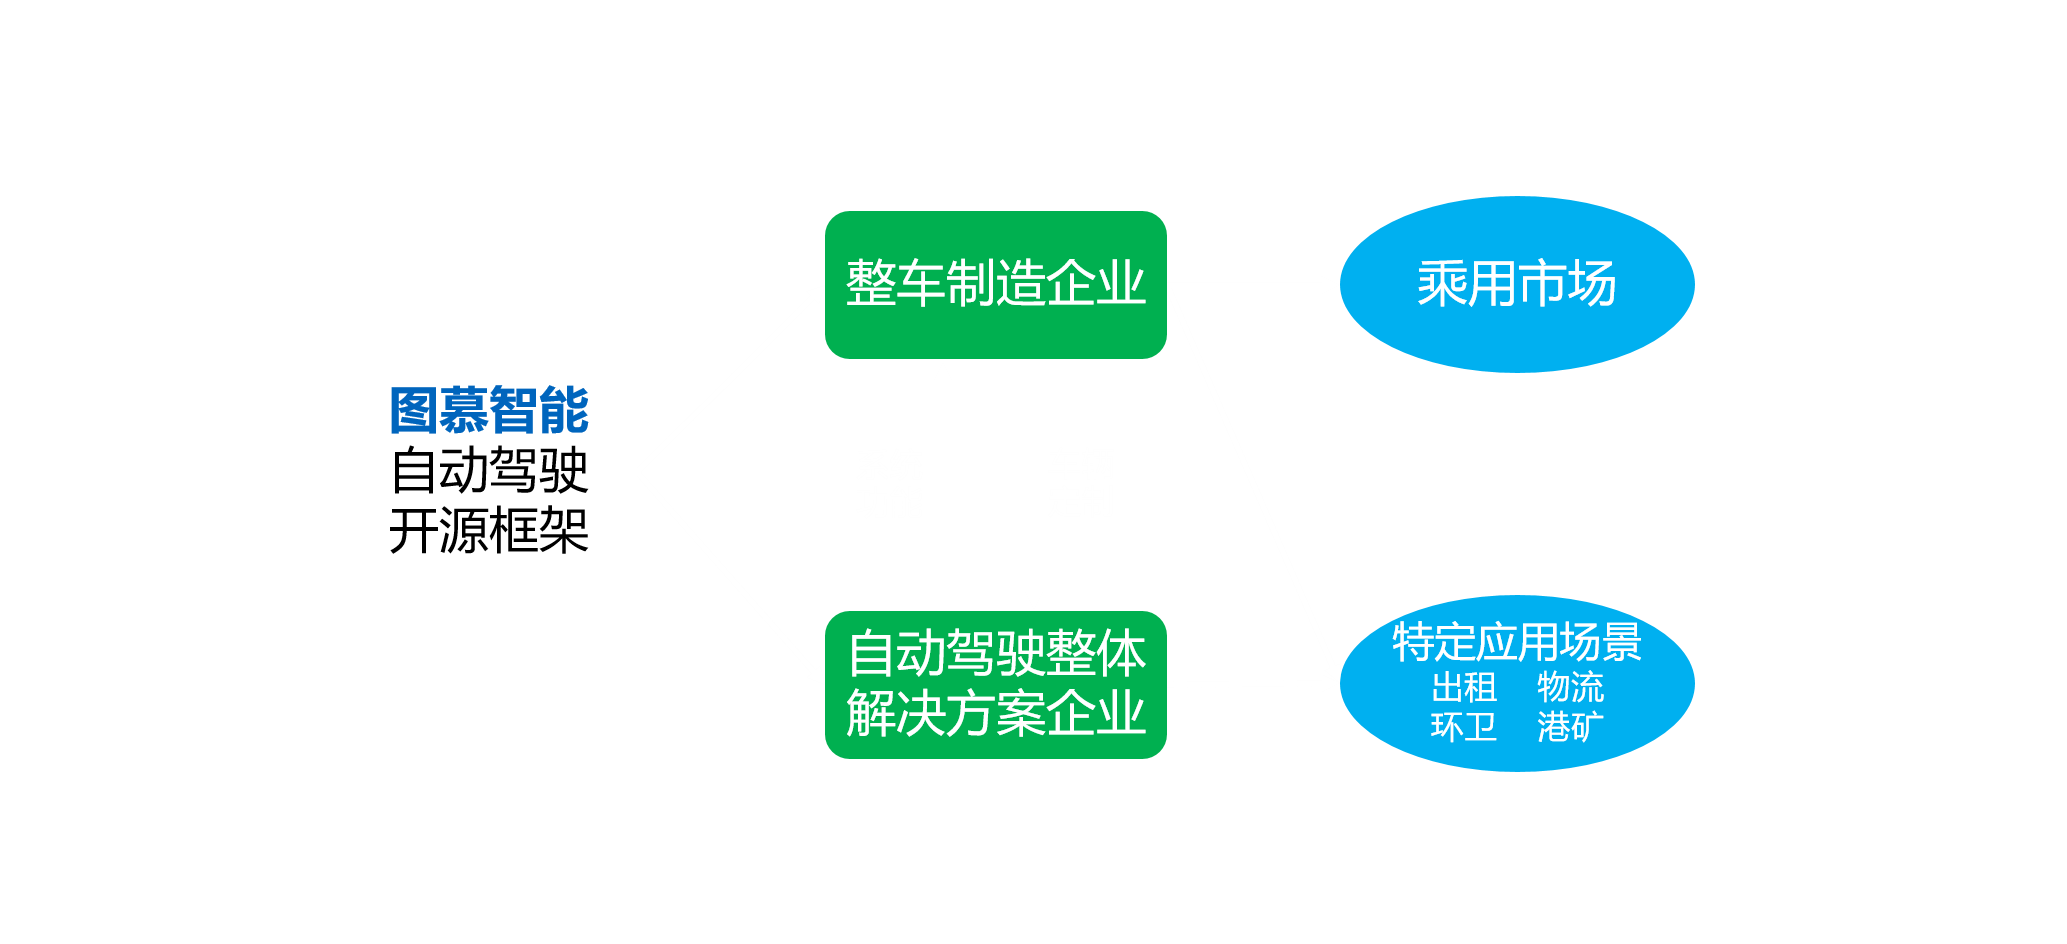 图慕智能
自动驾驶
开源框架
整车制造企业
乘用市场
自动驾驶整体
解决方案企业
特定应用场景
出租 物流
环卫 港矿